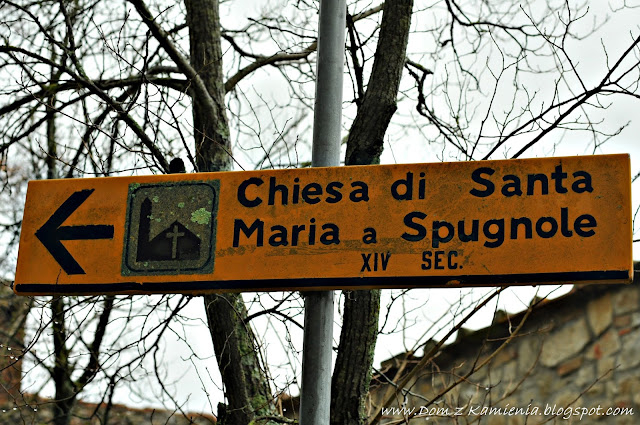 Chiesa di Santa
Maria a Spugnole
XIV SEC.
www.Dom z Kamienia.blogspot.com